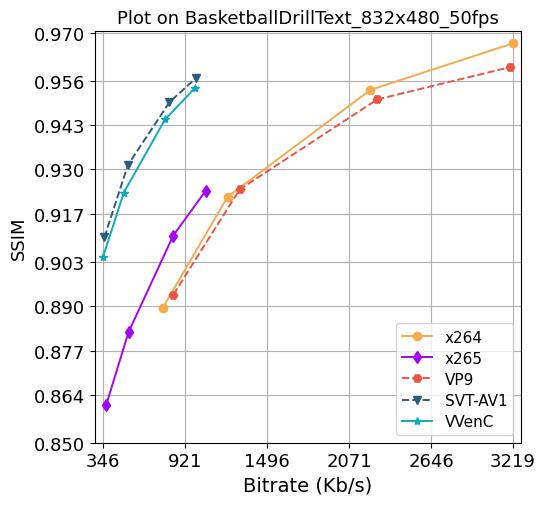 Plot on BasketballDrillText_832x480_50fps
0.970
0.956
0.943
0.930
0.917
0.903
0.890
0.877
0.864
0.850
SSIM
x264
x265
VP9
SVT-AV1
VVenC
346 921 1496 2071 2646 3219
Bitrate (Kb/s)